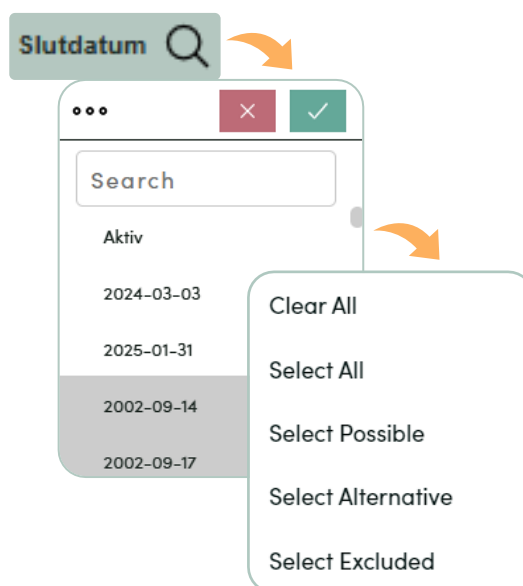 Slutdatum
Search
Aktiv
2024-03-03
2025-01-31
2002-09-14
2002-09-17
Clear All
Select All
Select Possible
Select Alternative
Select Excluded